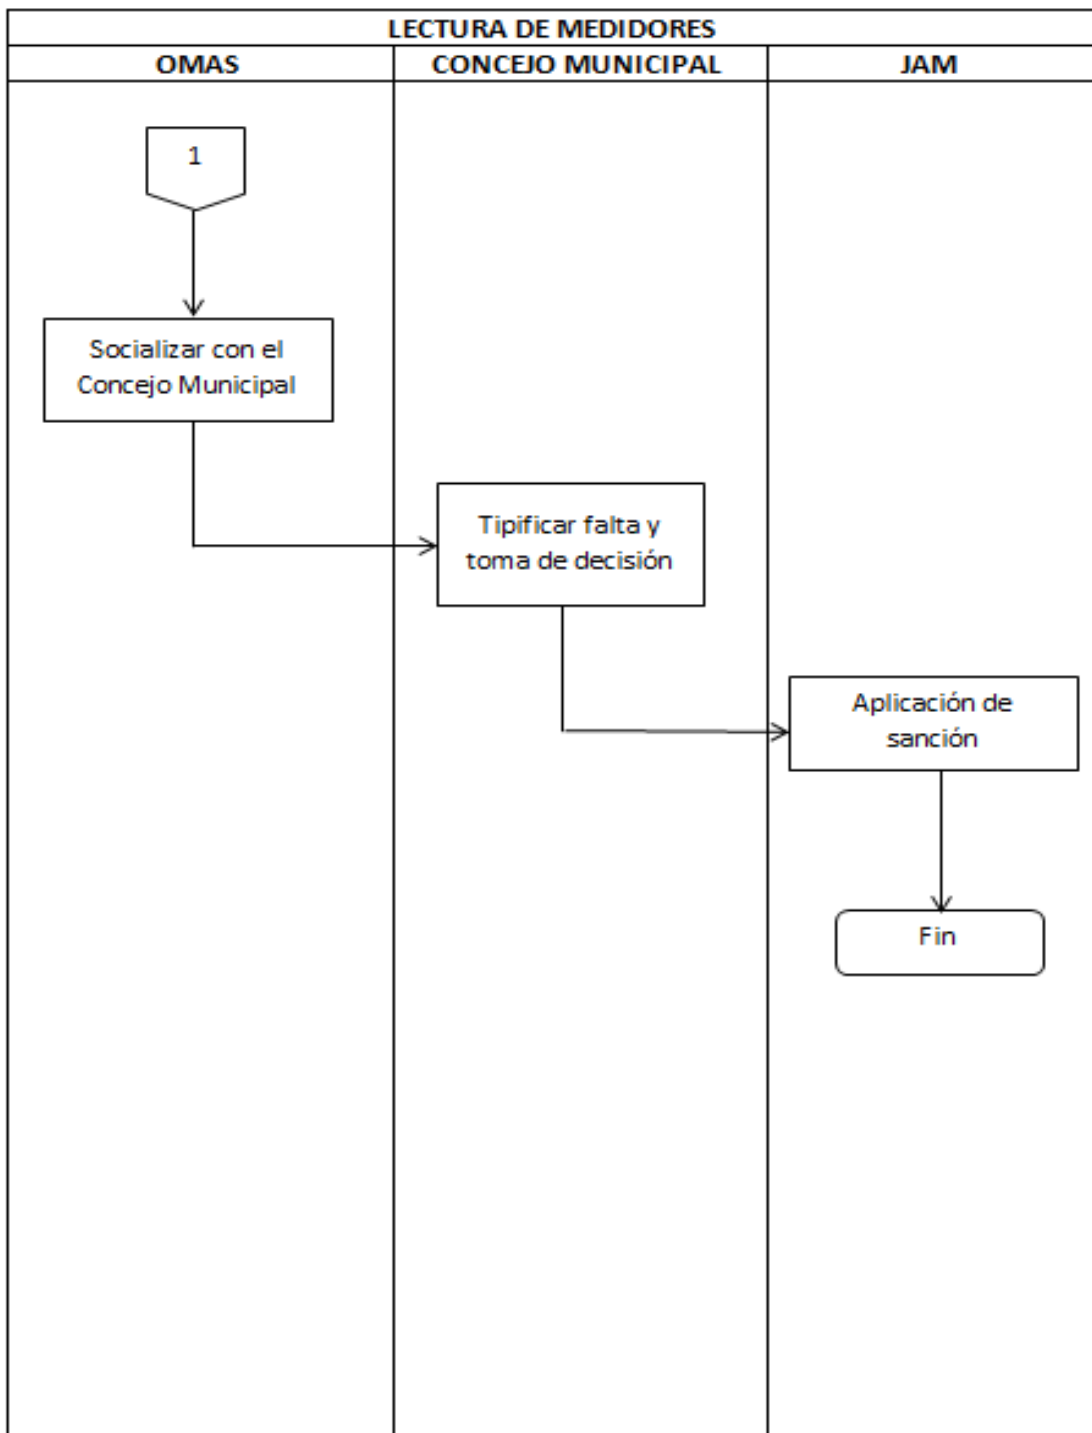 LECTURA DE MEDIDORES
OMAS
CONCEJO MUNICIPAL
JAM
1
Socializar con el
Concejo Municipal
Tipificar falta y
toma de decisión
Aplicación de
sanción
Fin